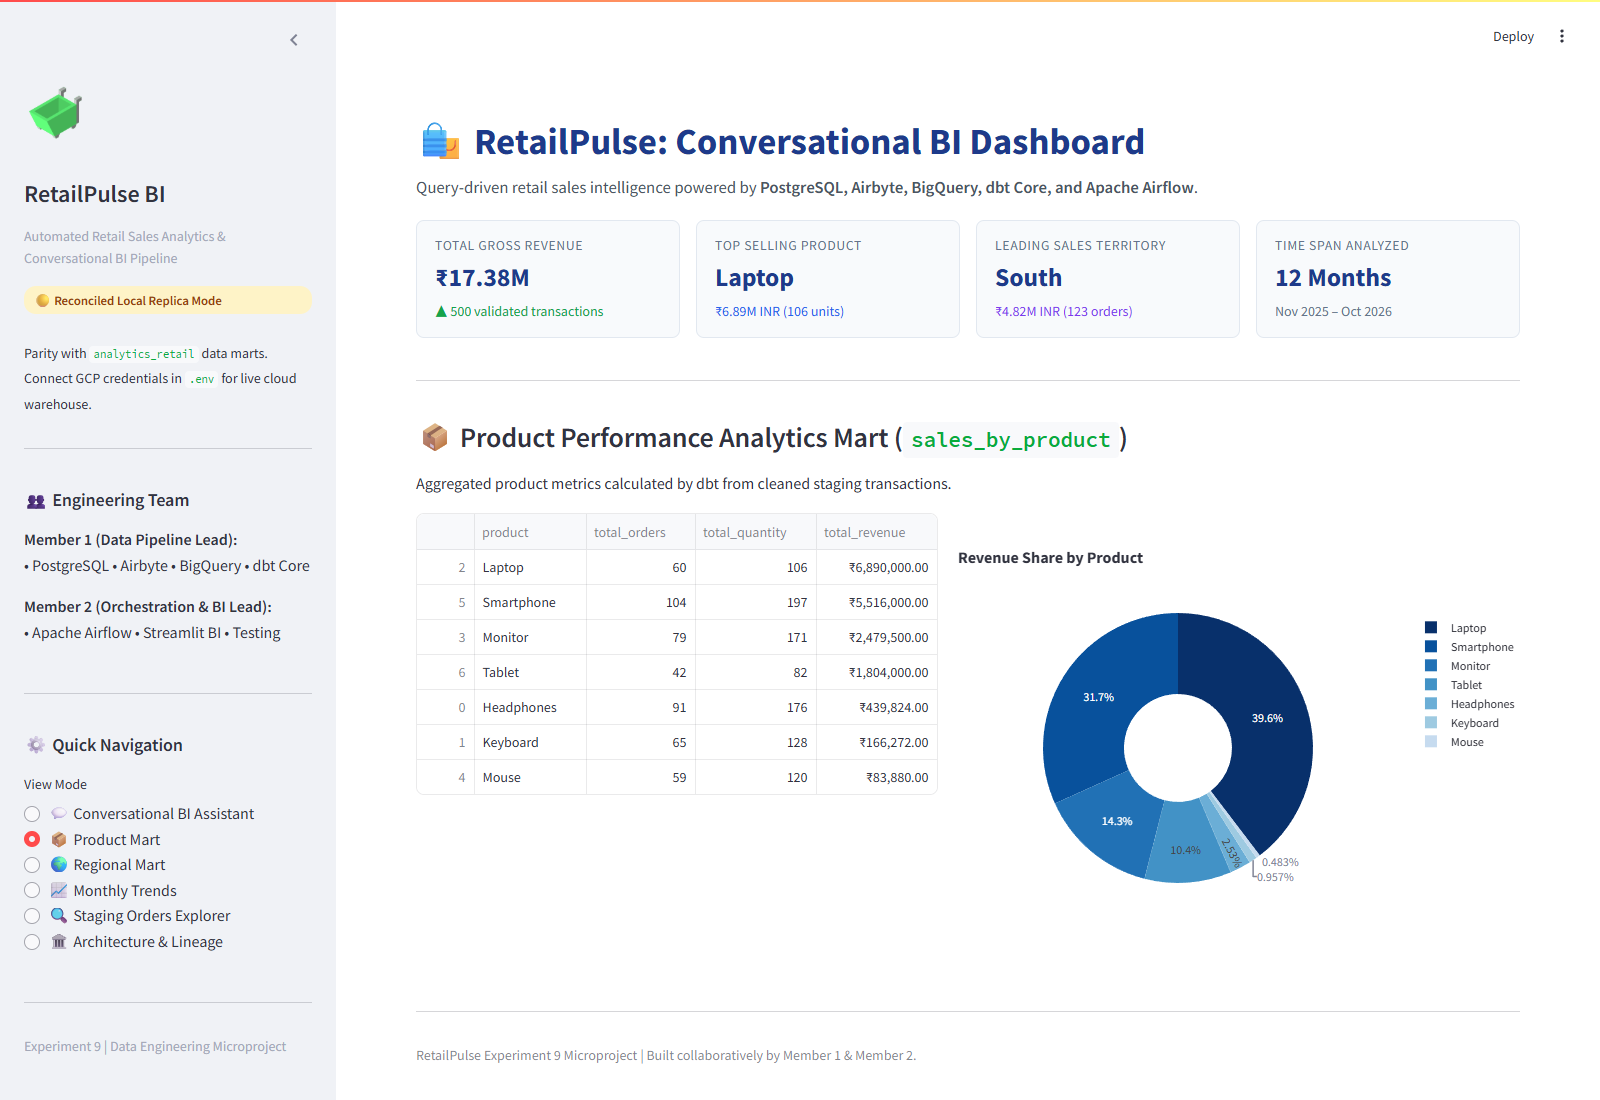 Deploy
RetailPulse BI
Automated Retail Sales Analytics &
Conversational BI Pipeline
Reconciled Local Replica Mode
Parity with analytics_retail data marts.
Connect GCP credentials in .env for live cloud
warehouse.
Engineering Team
Member 1 (Data Pipeline Lead):
• PostgreSQL • Airbyte • BigQuery • dbt Core
Member 2 (Orchestration & BI Lead):
• Apache Airflow • Streamlit BI • Testing
Quick Navigation
View Mode
Conversational BI Assistant
Product Mart
Regional Mart
Monthly Trends
Staging Orders Explorer
Architecture & Lineage
Experiment 9 | Data Engineering Microproject
RetailPulse: Conversational BI Dashboard
Query-driven retail sales intelligence powered by PostgreSQL, Airbyte, BigQuery, dbt Core, and Apache Airflow.
TOTAL GROSS REVENUE
₹17.38M
▲ 500 validated transactions
TOP SELLING PRODUCT
Laptop
₹6.89M INR (106 units)
LEADING SALES TERRITORY
South
₹4.82M INR (123 orders)
TIME SPAN ANALYZED
12 Months
Nov 2025 – Oct 2026
Product Performance Analytics Mart ( sales_by_product )
Aggregated product metrics calculated by dbt from cleaned staging transactions.
product total_orders total_quantity total_revenue
2 Laptop 60 106 ₹6,890,000.00
5 Smartphone 104 197 ₹5,516,000.00
3 Monitor 79 171 ₹2,479,500.00
6 Tablet 42 82 ₹1,804,000.00
0 Headphones 91 176 ₹439,824.00
1 Keyboard 65 128 ₹166,272.00
4 Mouse 59 120 ₹83,880.00
Revenue Share by Product
39.6%
31.7%
14.3%
10.4%
2.53%
0.483%
0.957%
Laptop
Smartphone
Monitor
Tablet
Headphones
Keyboard
Mouse
RetailPulse Experiment 9 Microproject | Built collaboratively by Member 1 & Member 2.